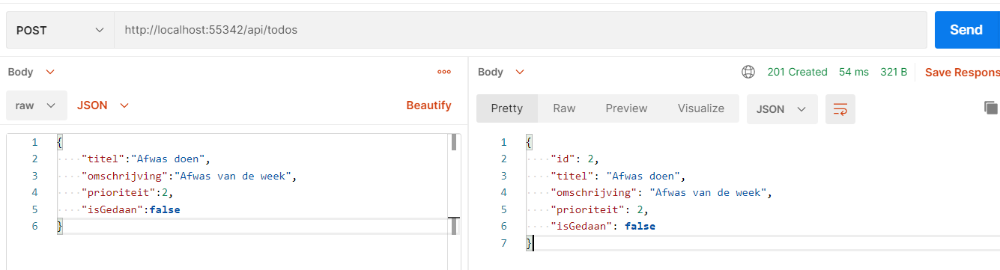 POST http://localhost:55342/api/todos Send
Body ooo
raw JSON Beautify
1 {
2 "titel":"Afwas doen",
3 "omschrijving":"Afwas van de week",
4 "prioriteit":2,
5 "isGedaan":false
6 }
Body 201 Created 54 ms 321 B Save Respons
Pretty Raw Preview Visualize JSON
1 {
2 "id": 2,
3 "titel": "Afwas doen",
4 "omschrijving": "Afwas van de week",
5 "prioriteit": 2,
6 "isGedaan": false
7 }